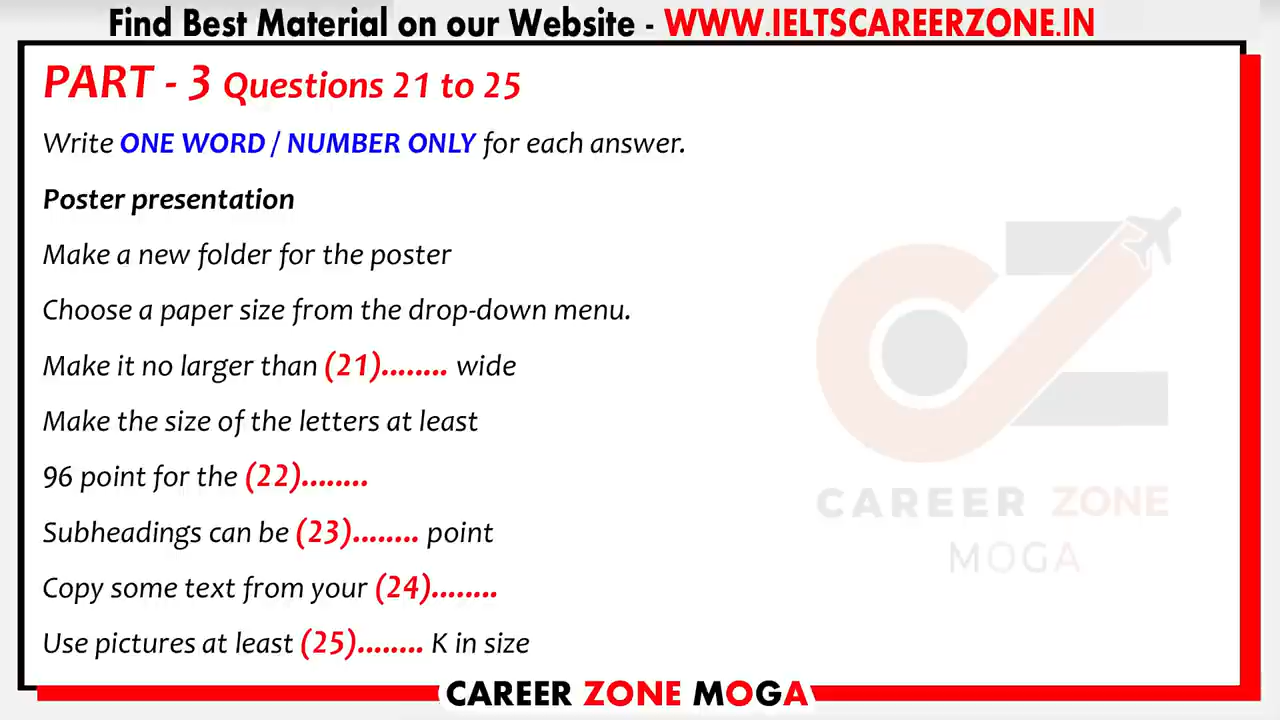 Find Best Material on our Website - WWW.IELTSCAREERZONE.IN
PART - 3 Questions 21 to 25
Write ONE WORD / NUMBER ONLY for each answer.
Poster presentation
Make a new folder for the poster
Choose a paper size from the drop-down menu.
Make it no larger than (21)........ wide
Make the size of the letters at least
96 point for the (22)........
Subheadings can be (23)........ point
Copy some text from your (24)........
Use pictures at least (25)........ K in size
CAREER ZONE
MOGA
CAREER ZONE MOGA